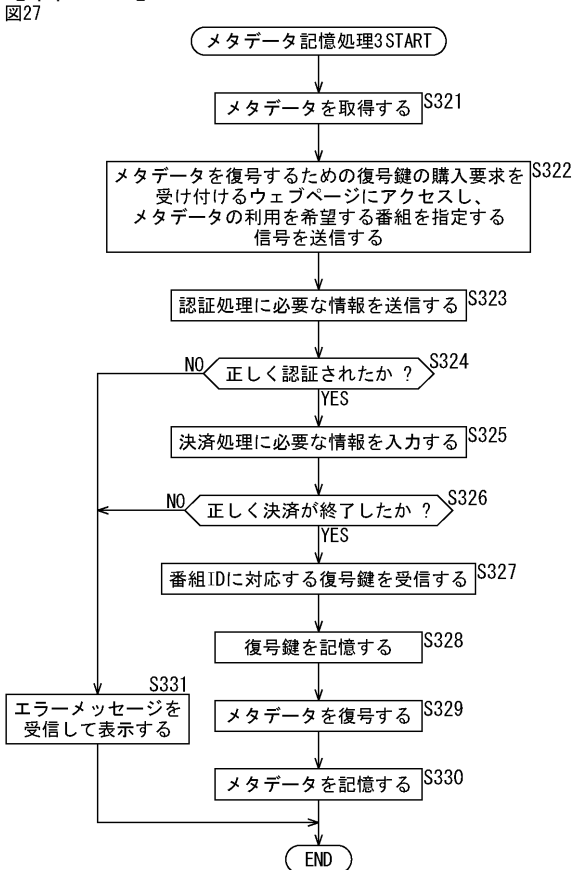 図27
メタデータ記憶処理3START
メタデータを取得する
S321
メタデータを復号するための復号鍵の購入要求を
受け付けるウェブページにアクセスし、
メタデータの利用を希望する番組を指定する
信号を送信する
S322
認証処理に必要な情報を送信する
S323
正しく認証されたか ?
S324
NO
YES
決済処理に必要な情報を入力する
S325
正しく決済が終了したか ?
S326
NO
YES
番組IDに対応する復号鍵を受信する
S327
復号鍵を記憶する
S328
S331
エラーメッセージを
受信して表示する
メタデータを復号する
S329
メタデータを記憶する
S330
END